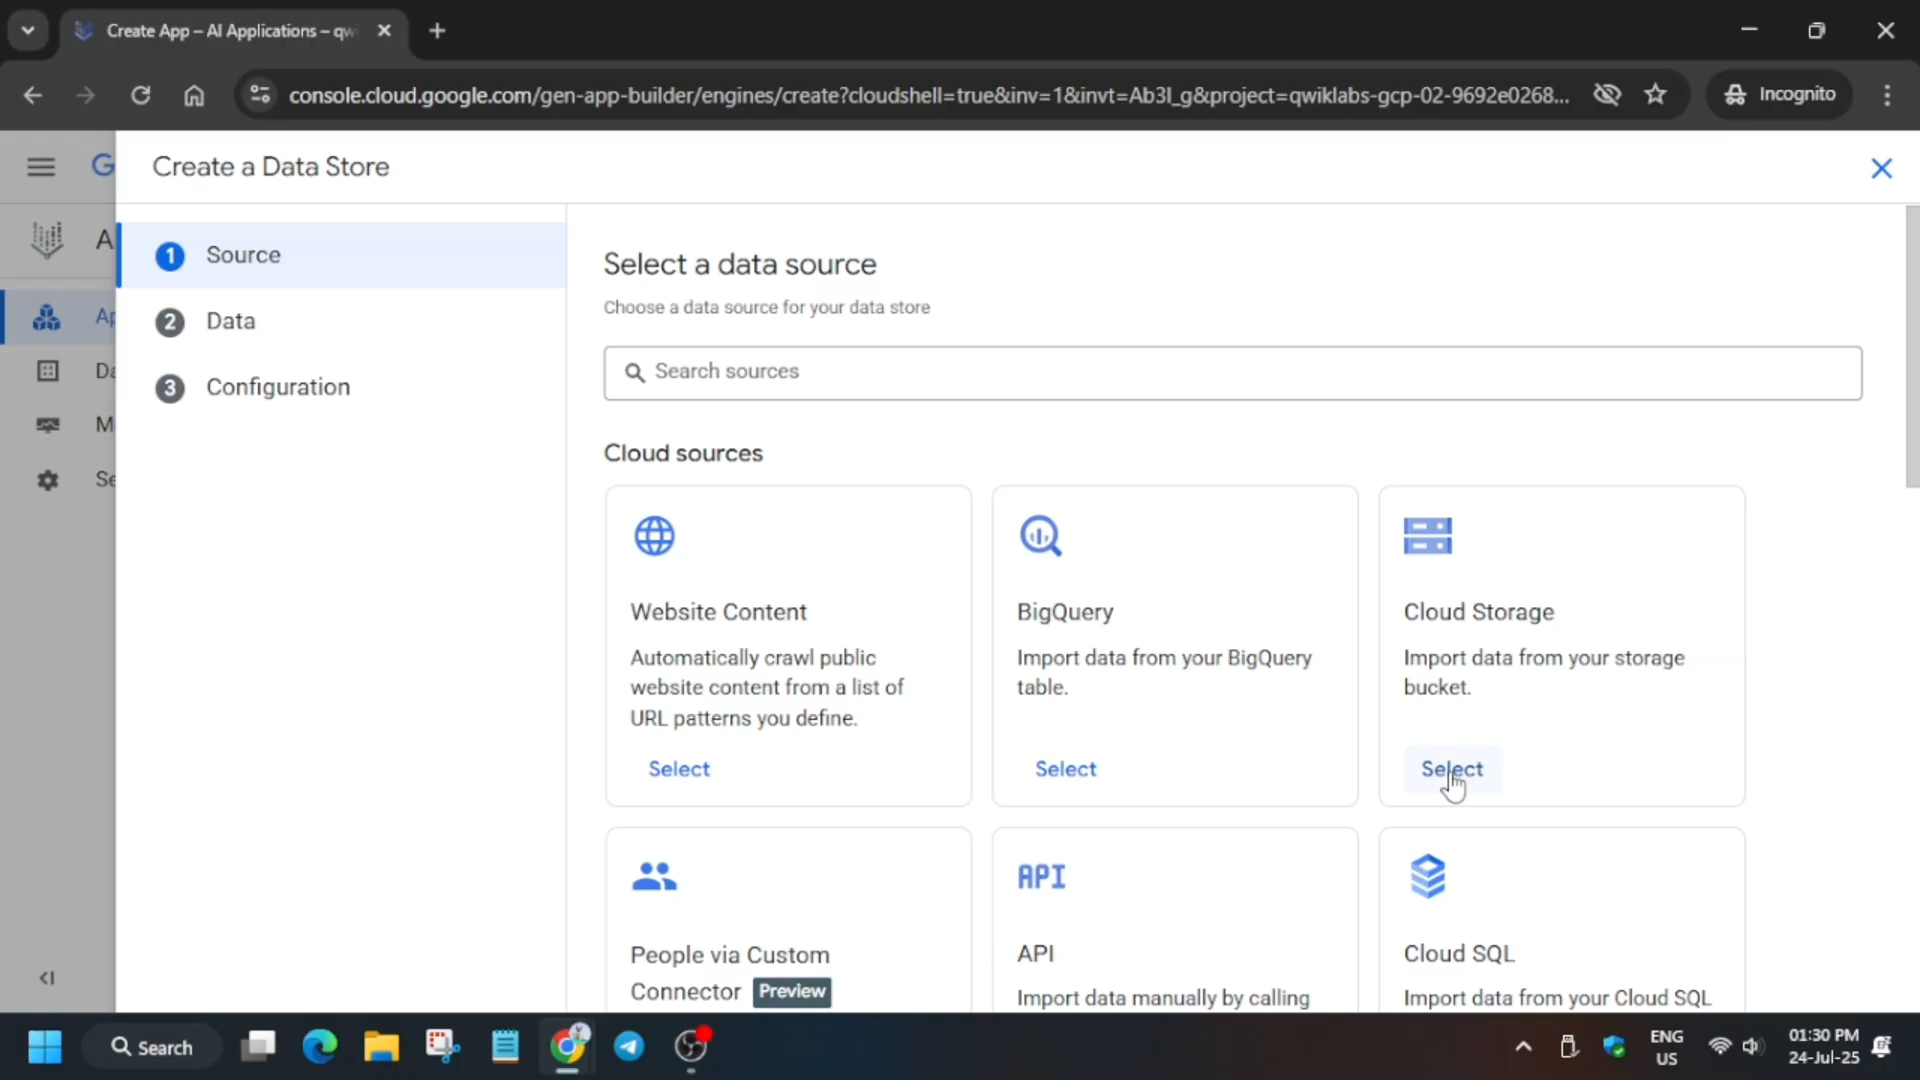 Create App – AI Applications – qw
console.cloud.google.com/gen-app-builder/engines/create?cloudshell=true&inv=1&invt=Ab3l_g&project=qwiklabs-gcp-02-9692e0268...
Incognito
G
Create a Data Store
A
1 Source
2 Data
3 Configuration
Ap
Da
Mo
Se
Select a data source
Choose a data source for your data store
Search sources
Cloud sources
Website Content
Automatically crawl public
website content from a list of
URL patterns you define.
Select
BigQuery
Import data from your BigQuery
table.
Select
Cloud Storage
Import data from your storage
bucket.
Select
People via Custom
Connector Preview
API
API
Import data manually by calling
Cloud SQL
Import data from your Cloud SQL
Search
ENG
US
01:30 PM
24-Jul-25